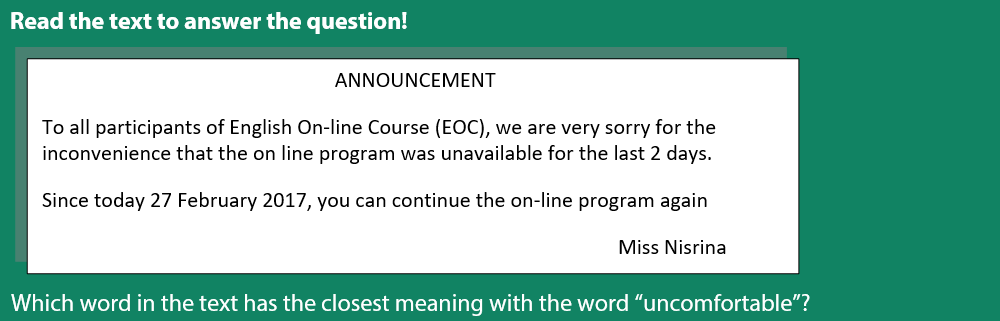 Read the text to answer the question!
ANNOUNCEMENT
To all participants of English On-line Course (EOC), we are very sorry for the
inconvenience that the on line program was unavailable for the last 2 days.
Since today 27 February 2017, you can continue the on-line program again
Miss Nisrina
Which word in the text has the closest meaning with the word “uncomfortable”?